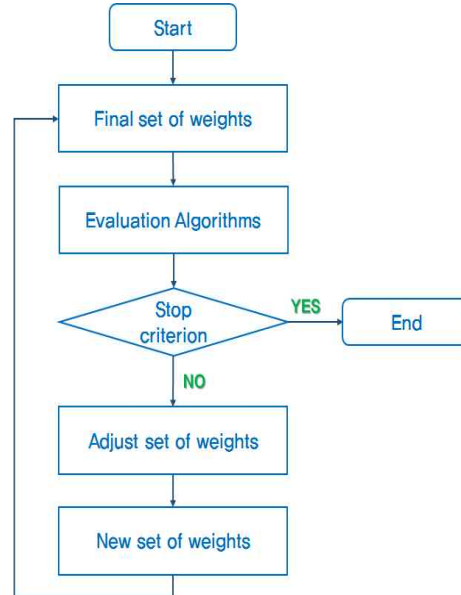 Start
Final set of weights
Evaluation Algorithms
Stop
criterion
YES
End
NO
Adjust set of weights
New set of weights